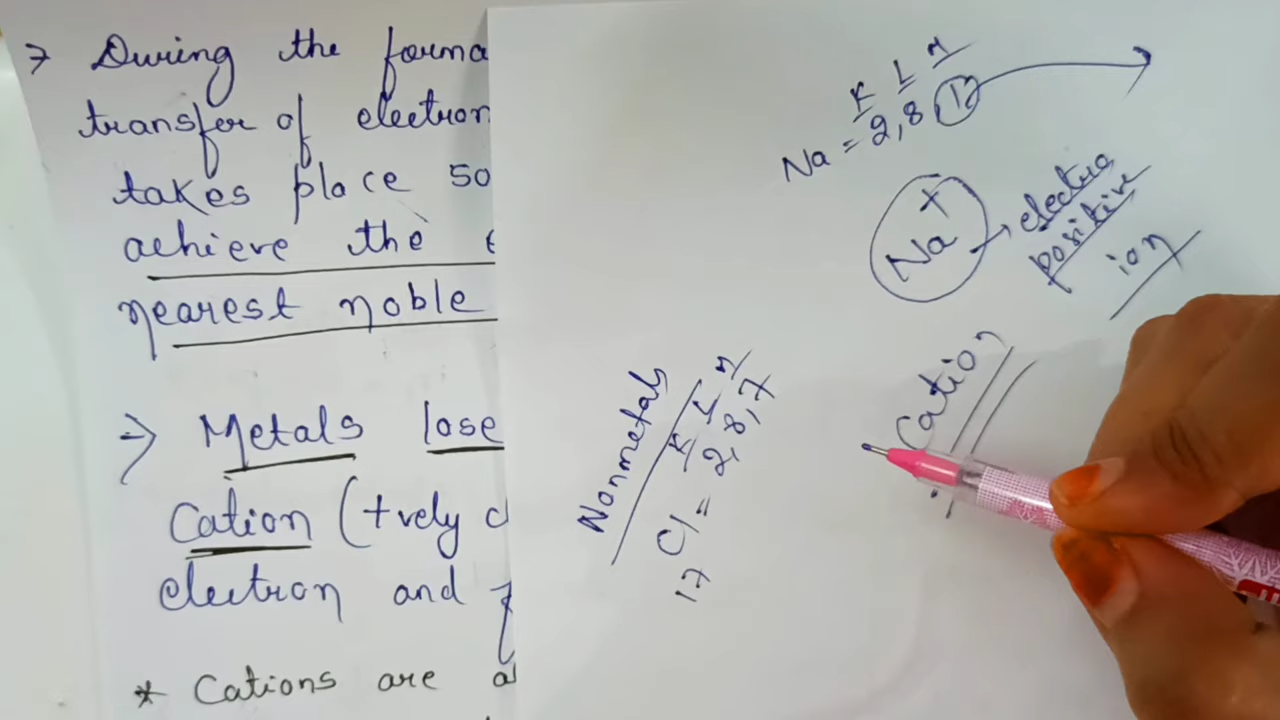 → During the forma
transfer of electron
takes place so
achieve the
nearest noble
⇒ Metals lose
Cation (+vely c
electron and
* Cations are a
K L M
Na = 2,8,1
Na+ → electro
positive
ion
Cation
Nonmetals
K L M
17 Cl = 2,8,7